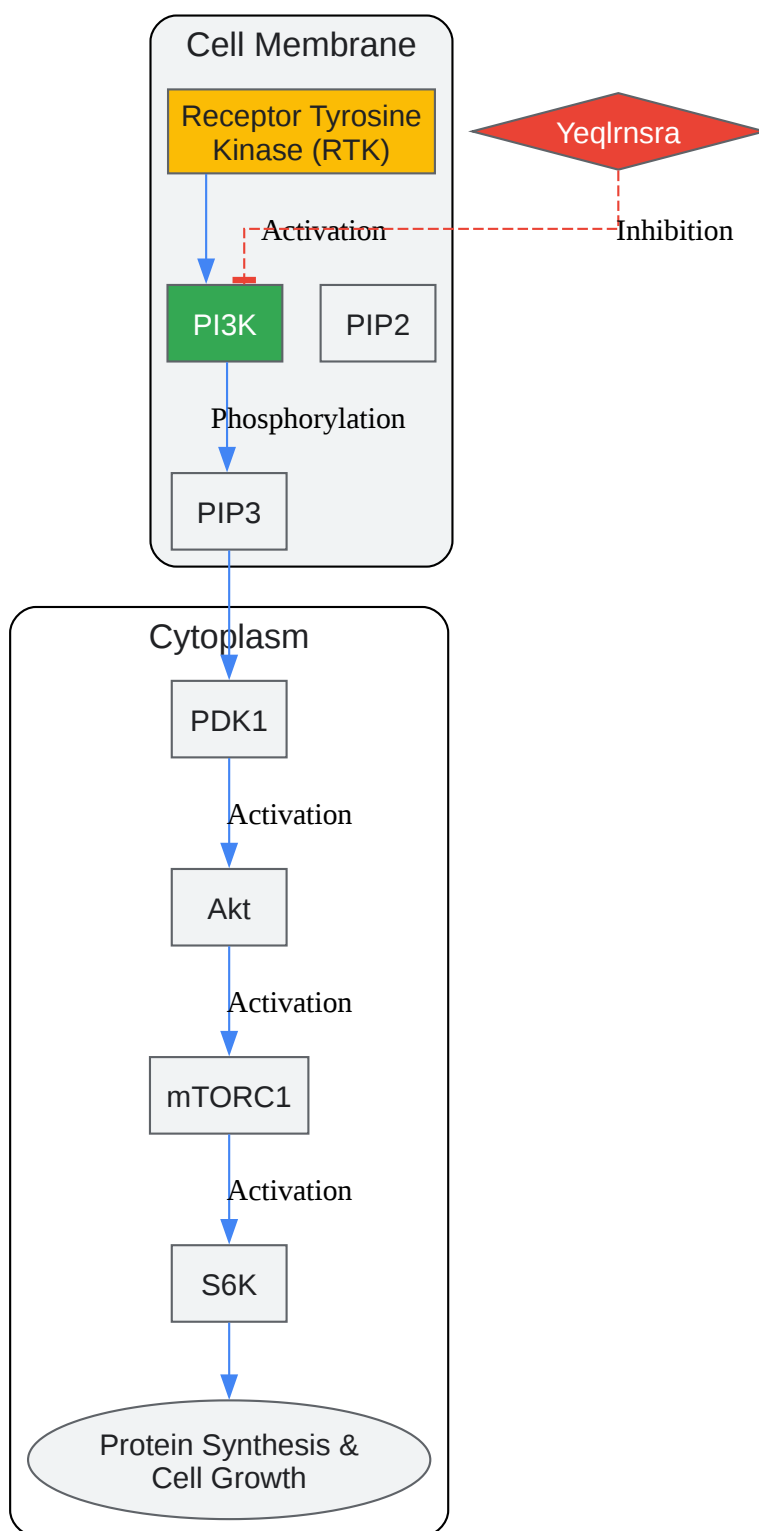 Cell Membrane
Receptor Tyrosine
Kinase (RTK)
Yeqlrnsra
Activation
Inhibition
PI3K
PIP2
Phosphorylation
PIP3
Cytoplasm
PDK1
Activation
Akt
Activation
mTORC1
Activation
S6K
Protein Synthesis &
Cell Growth